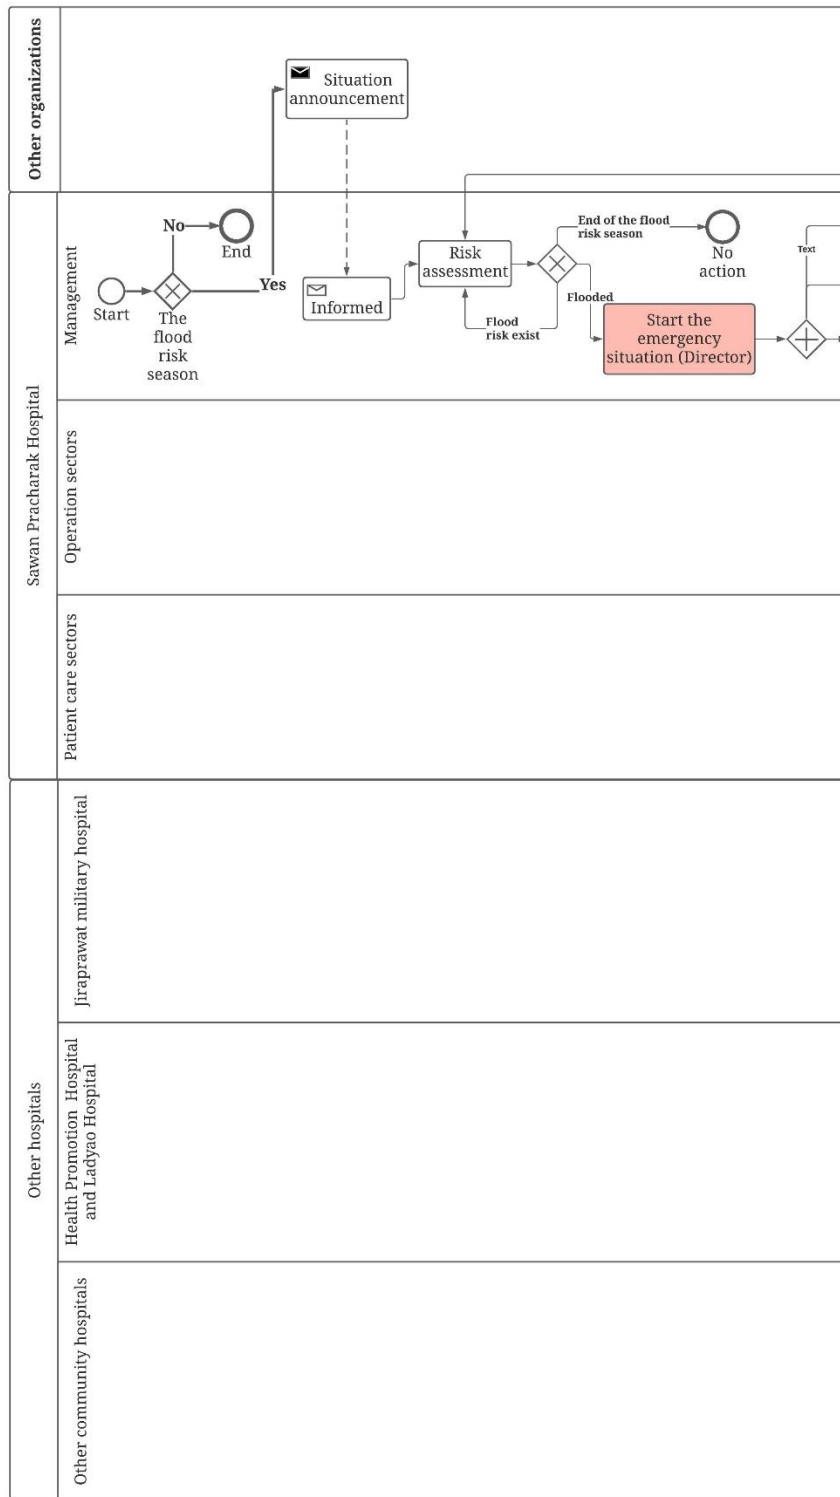 Other organizations
Situation
announcement
Sawan Pracharak Hospital
Management
Start
No
End
The
flood
risk
season
Yes
Informed
Risk
assessment
Flood
risk exist
End of the flood
risk season
No
action
Flooded
Start the
emergency
situation (Director)
Text
Operation sectors
Patient care sectors
Other hospitals
Jiraprawat military hospital
Health Promotion Hospital
and Ladyao Hospital
Other community hospitals